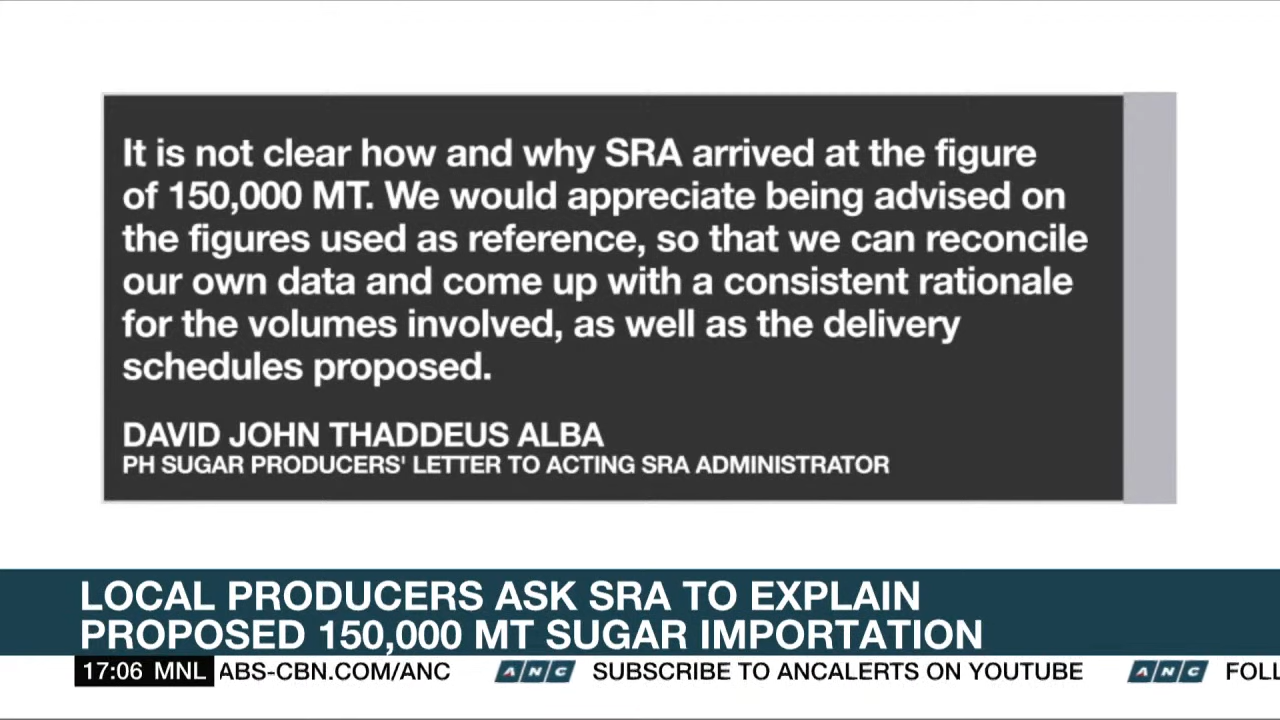 It is not clear how and why SRA arrived at the figure
of 150,000 MT. We would appreciate being advised on
the figures used as reference, so that we can reconcile
our own data and come up with a consistent rationale
for the volumes involved, as well as the delivery
schedules proposed.
DAVID JOHN THADDEUS ALBA
PH SUGAR PRODUCERS' LETTER TO ACTING SRA ADMINISTRATOR
LOCAL PRODUCERS ASK SRA TO EXPLAIN
PROPOSED 150,000 MT SUGAR IMPORTATION
17:06 MNL ABS-CBN.COM/ANC ANC SUBSCRIBE TO ANCALERTS ON YOUTUBE ANC FOLL